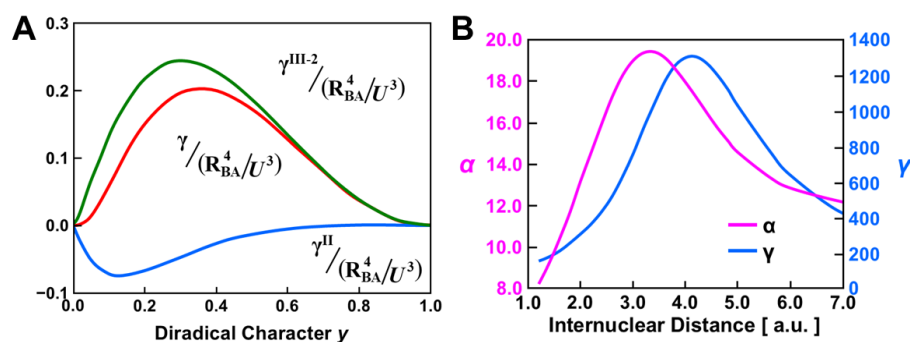 A
0.3
0.2
0.1
0.0
−0.1
0.0 0.2 0.4 0.6 0.8 1.0
Diradical Character y
γᴵᴵᴵ⁻²/(R⁴BA/U³)
γ/(R⁴BA/U³)
γᴵᴵ/(R⁴BA/U³)
B
α
20.0
18.0
16.0
14.0
12.0
10.0
8.0
1.0 2.0 3.0 4.0 5.0 6.0 7.0
Internuclear Distance [ a.u. ]
α
γ
1400
1200
1000
800
600
400
200
0
γ